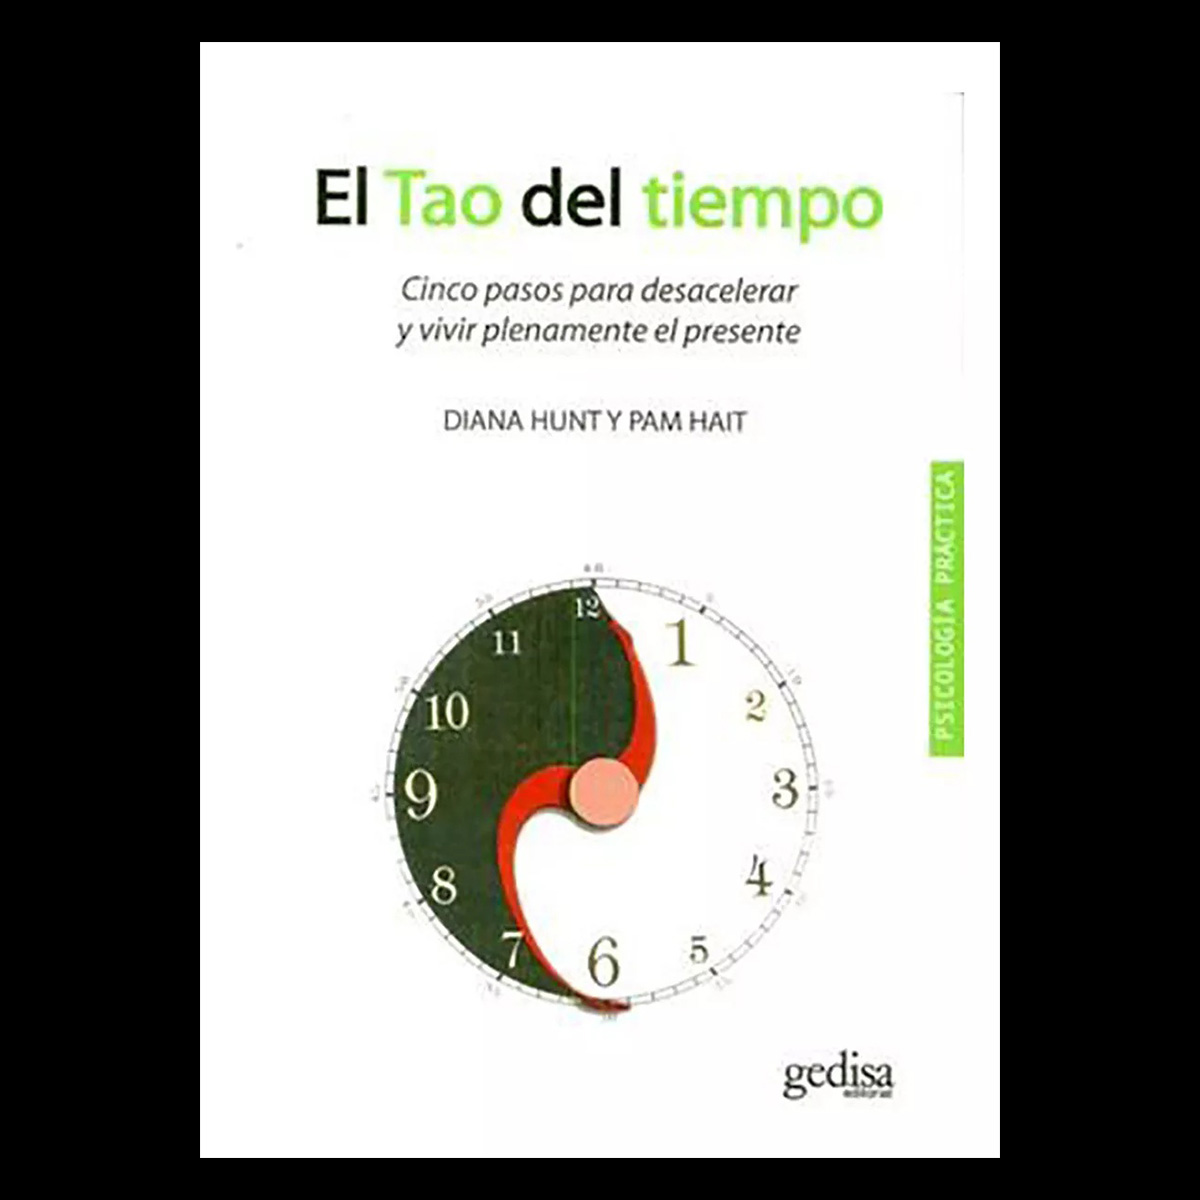 El Tao del tiempo
Cinco pasos para desacelerar
y vivir plenamente el presente
DIANA HUNT Y PAM HAIT
PSICOLOGÍA PRÁCTICA
12
1
2
3
4
5
6
7
8
9
10
11
gedisa
editorial